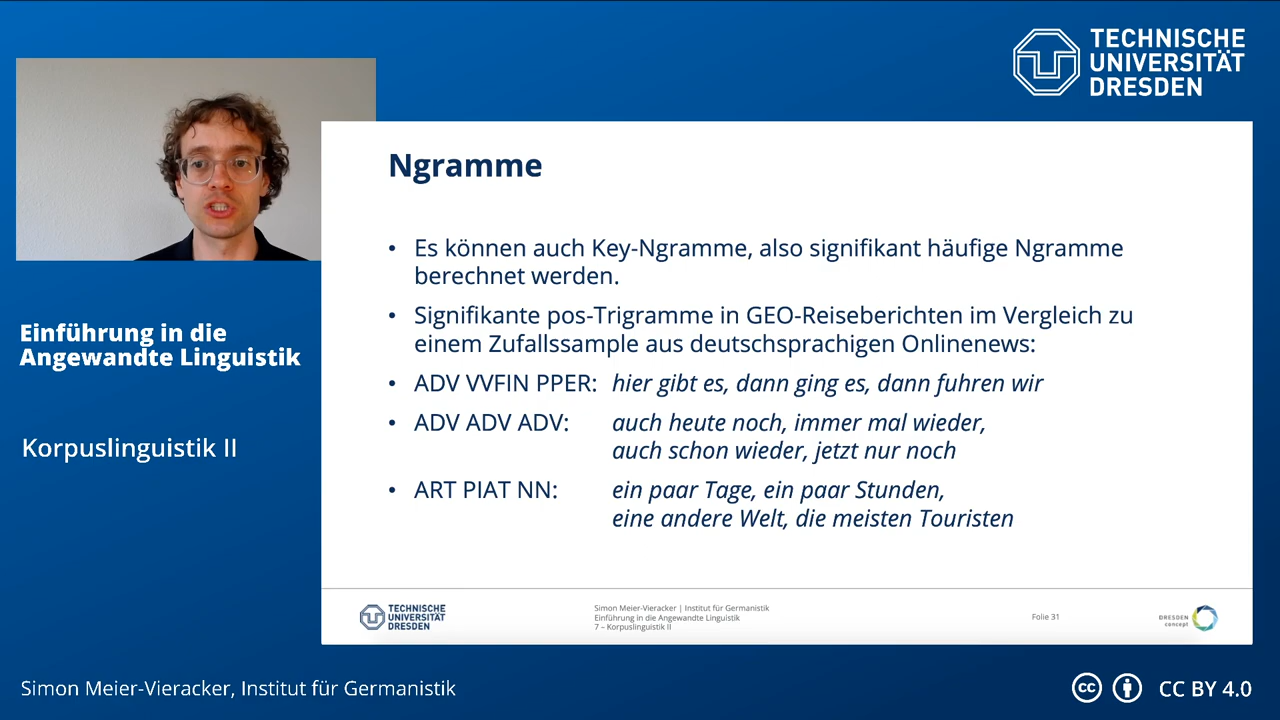 TECHNISCHE
UNIVERSITÄT
DRESDEN
Ngramme
• Es können auch Key-Ngramme, also signifikant häufige Ngramme
berechnet werden.
• Signifikante pos-Trigramme in GEO-Reiseberichten im Vergleich zu
einem Zufallssample aus deutschsprachigen Onlinenews:
• ADV VVFIN PPER: hier gibt es, dann ging es, dann fuhren wir
• ADV ADV ADV: auch heute noch, immer mal wieder,
auch schon wieder, jetzt nur noch
• ART PIAT NN: ein paar Tage, ein paar Stunden,
eine andere Welt, die meisten Touristen
Einführung in die
Angewandte Linguistik
Korpuslinguistik II
TECHNISCHE
UNIVERSITÄT
DRESDEN
Simon Meier-Vieracker | Institut für Germanistik
Einführung in die Angewandte Linguistik
7 – Korpuslinguistik II
Folie 31
DRESDEN
concept
Simon Meier-Vieracker, Institut für Germanistik
cc CC BY 4.0